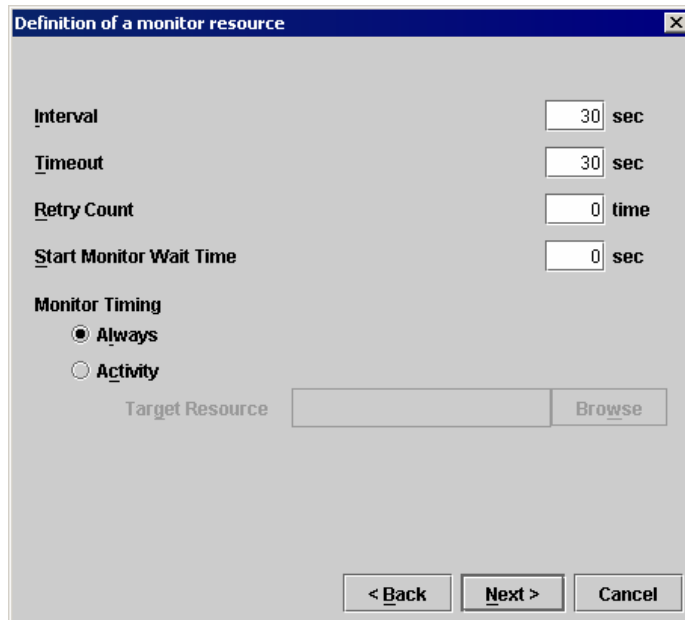 Definition of a monitor resource
Interval 30 sec
Timeout 30 sec
Retry Count 0 time
Start Monitor Wait Time 0 sec
Monitor Timing
Always
Activity
Target Resource Browse
< Back Next > Cancel